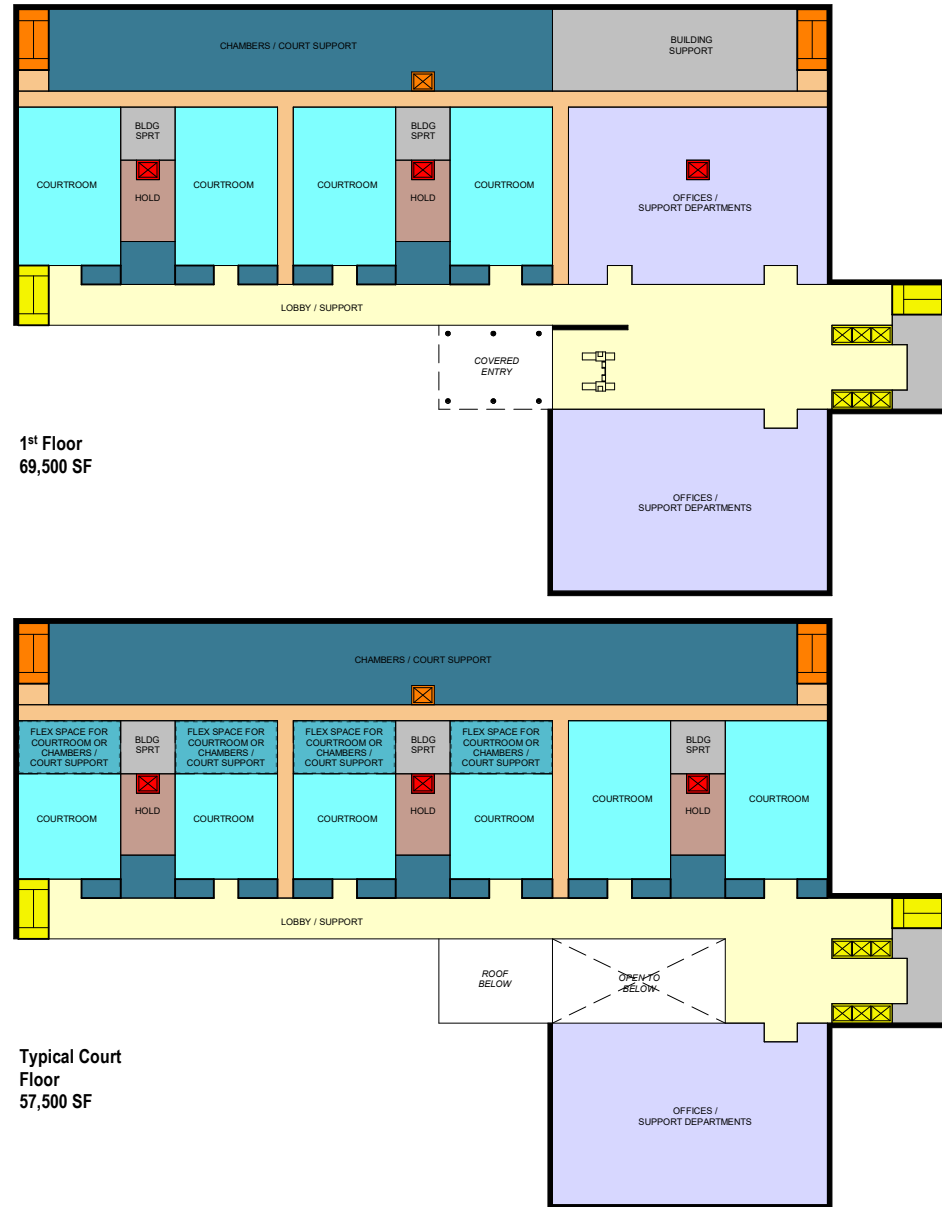 CHAMBERS / COURT SUPPORT
BUILDING
SUPPORT
BLDG
SPRT
BLDG
SPRT
COURTROOM
HOLD
COURTROOM
COURTROOM
HOLD
COURTROOM
OFFICES /
SUPPORT DEPARTMENTS
LOBBY / SUPPORT
COVERED
ENTRY
1st Floor
69,500 SF
OFFICES /
SUPPORT DEPARTMENTS
CHAMBERS / COURT SUPPORT
FLEX SPACE FOR
COURTROOM OR
CHAMBERS /
COURT SUPPORT
BLDG
SPRT
FLEX SPACE FOR
COURTROOM OR
CHAMBERS /
COURT SUPPORT
FLEX SPACE FOR
COURTROOM OR
CHAMBERS /
COURT SUPPORT
BLDG
SPRT
FLEX SPACE FOR
COURTROOM OR
CHAMBERS /
COURT SUPPORT
BLDG
SPRT
COURTROOM
HOLD
COURTROOM
COURTROOM
HOLD
COURTROOM
COURTROOM
HOLD
COURTROOM
LOBBY / SUPPORT
ROOF
BELOW
OPEN TO
BELOW
Typical Court
Floor
57,500 SF
OFFICES /
SUPPORT DEPARTMENTS